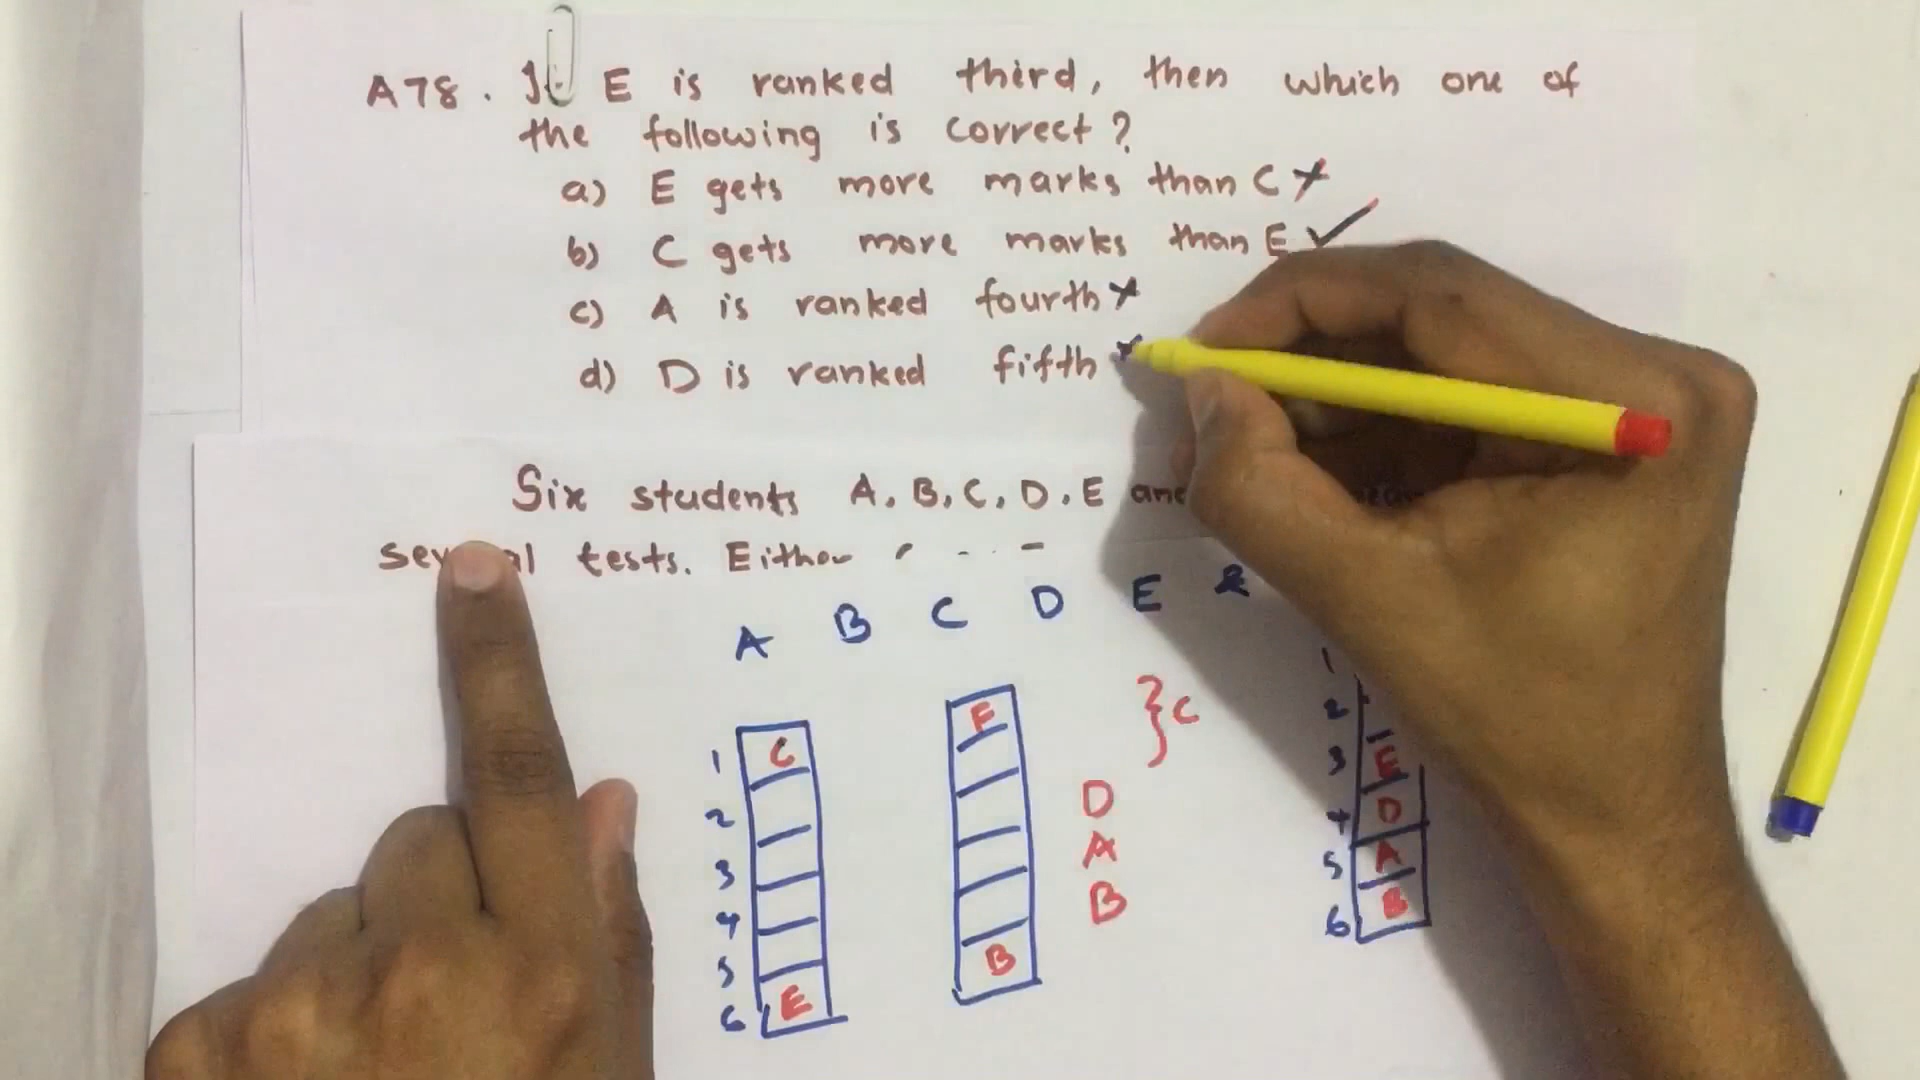 A78. If E is ranked third, then which one of
the following is correct?
a) E gets more marks than C ✗
b) C gets more marks than E ✓
c) A is ranked fourth ✗
d) D is ranked fifth ✗
Six students A, B, C, D, E
tests. Either
A B C D E &
1 C
2
3
4
5
6 E
F
B
} C
D
A
B
1
2
3 E
4 D
5 A
6 B